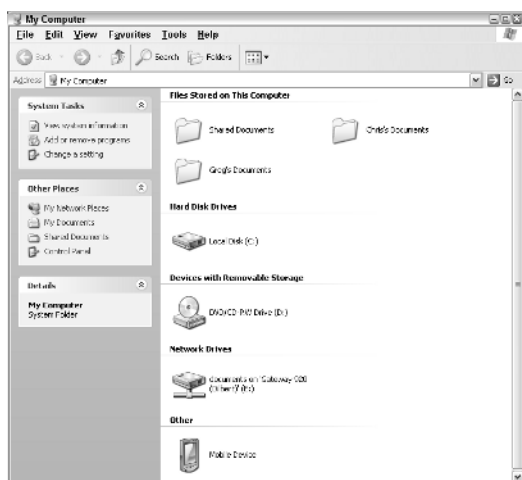 My Computer
File Edit View Favorites Tools Help
Back Search Folders
Address My Computer Go
System Tasks
View system information
Add or remove programs
Change a setting
Other Places
My Network Places
My Documents
Shared Documents
Control Panel
Details
My Computer
System Folder
Files Stored on This Computer
Shared Documents Chris's Documents
Greg's Documents
Hard Disk Drives
Local Disk (C:)
Devices with Removable Storage
DVD/CD-RW Drive (D:)
Network Drives
documents on 'Gateway
Other
Mobile Device